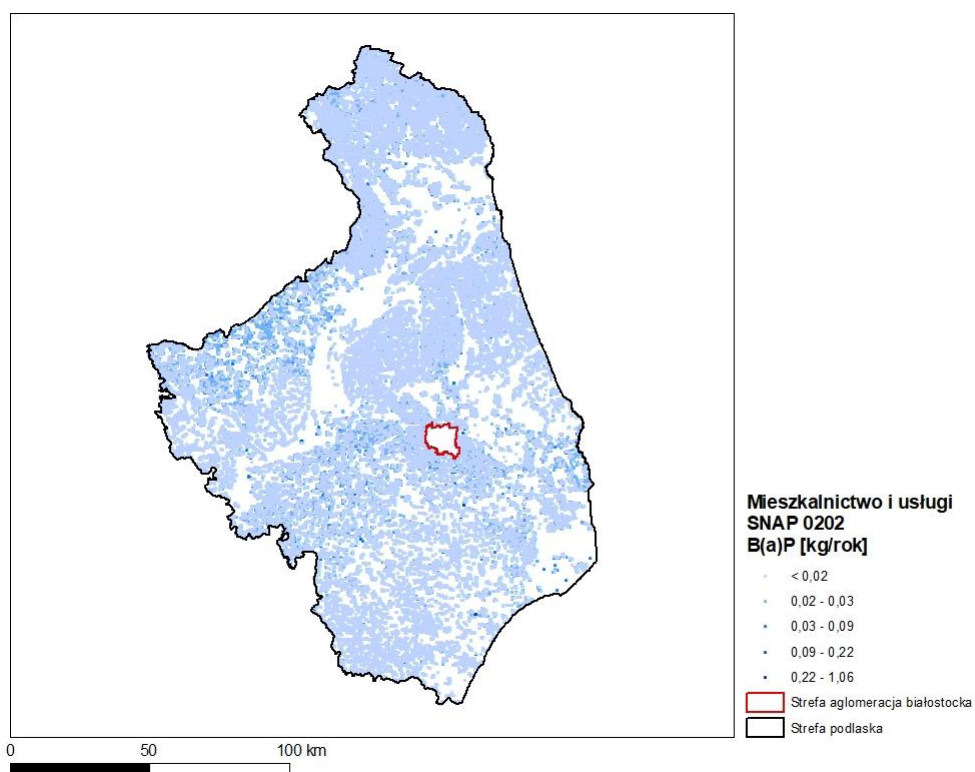 Mieszkalnictwo i usługi
SNAP 0202
B(a)P [kg/rok]
< 0,02
0,02 - 0,03
0,03 - 0,09
0,09 - 0,22
0,22 - 1,06
Strefa aglomeracja białostocka
Strefa podlaska
0 50 100 km